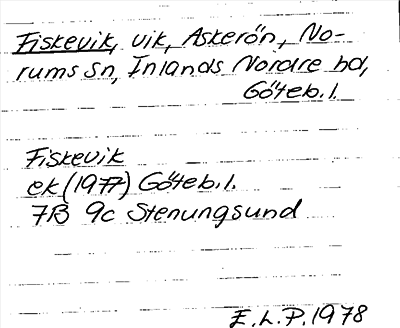 Fiskevik, vik, Askerön, No-
rums sn, Inlands Nordre hd,
Göteb.l.
Fiskevik
ek (1977) Göteb.l.
7B 9c Stenungsund
E.L.P.1978